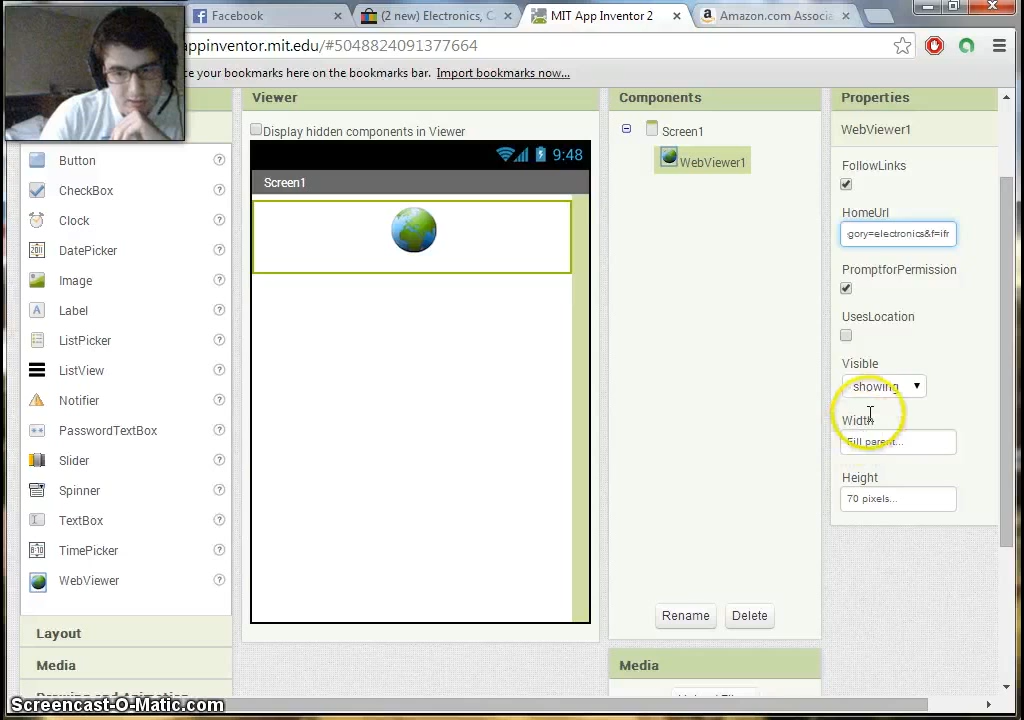 Facebook
(2 new) Electronics, C
MIT App Inventor 2
Amazon.com Associa
appinventor.mit.edu/#5048824091377664
ce your bookmarks here on the bookmarks bar. Import bookmarks now...
Viewer
Components
Properties
Display hidden components in Viewer
9:48
Screen1
Button
CheckBox
Clock
DatePicker
Image
Label
ListPicker
ListView
Notifier
PasswordTextBox
Slider
Spinner
TextBox
TimePicker
WebViewer
Layout
Media
Drawing and Animation
Screen1
WebViewer1
Rename Delete
Media
WebViewer1
FollowLinks
HomeUrl
gory=electronics&f=ifr
PromptforPermission
UsesLocation
Visible
showing
Width
Fill parent...
Height
70 pixels...
Screencast-O-Matic.com